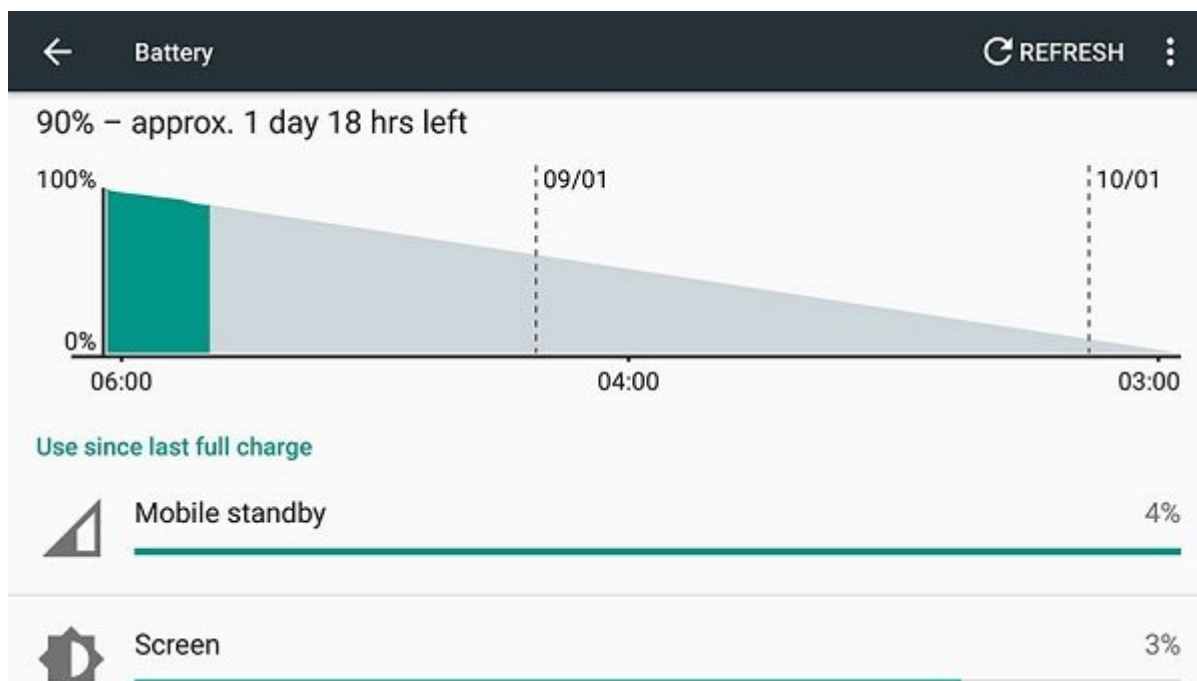 Battery
REFRESH
90% – approx. 1 day 18 hrs left
100%
09/01
10/01
0%
06:00
04:00
03:00
Use since last full charge
Mobile standby
4%
Screen
3%